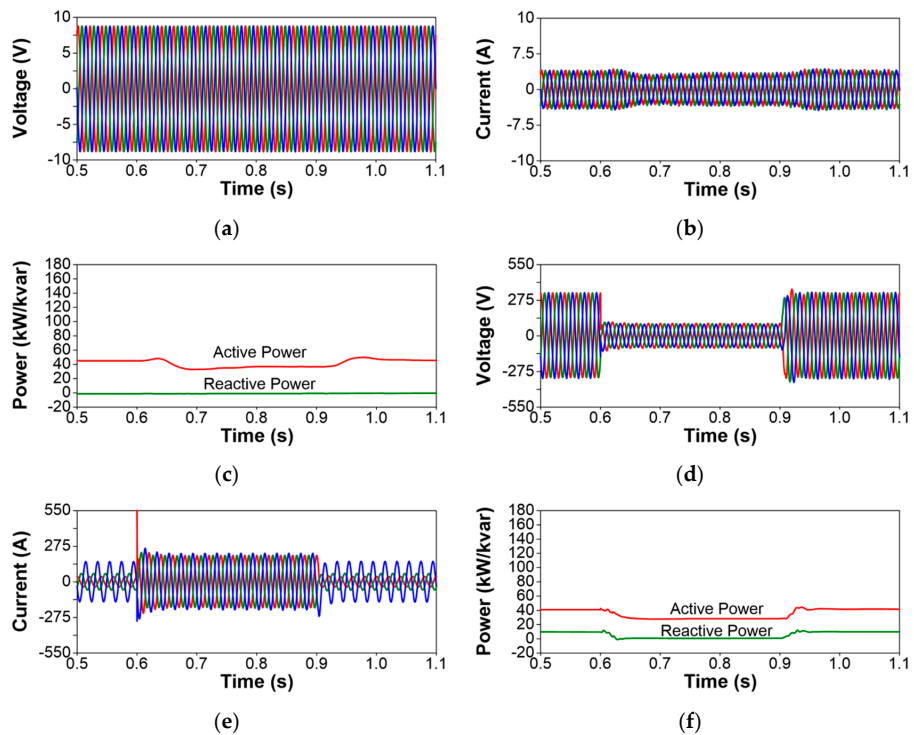 Voltage (V)
10
5
0
-5
-10
0.5 0.6 0.7 0.8 0.9 1.0 1.1
Time (s)
(a)
Current (A)
10
7.5
0
-7.5
-10
0.5 0.6 0.7 0.8 0.9 1.0 1.1
Time (s)
(b)
Power (kW/kvar)
180
160
140
120
100
80
60
40
20
0
-20
Active Power
Reactive Power
0.5 0.6 0.7 0.8 0.9 1.0 1.1
Time (s)
(c)
Voltage (V)
550
275
0
-275
-550
0.5 0.6 0.7 0.8 0.9 1.0 1.1
Time (s)
(d)
Current (A)
550
275
0
-275
-550
0.5 0.6 0.7 0.8 0.9 1.0 1.1
Time (s)
(e)
Power (kW/kvar)
180
160
140
120
100
80
60
40
20
0
-20
Active Power
Reactive Power
0.5 0.6 0.7 0.8 0.9 1.0 1.1
Time (s)
(f)